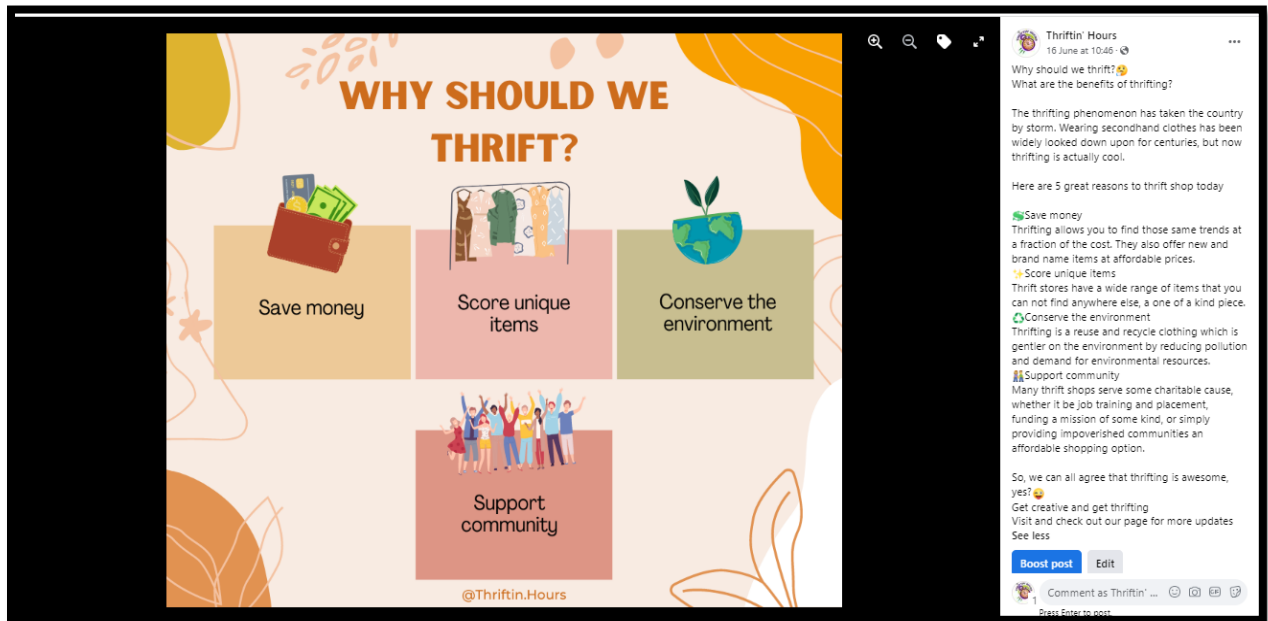 WHY SHOULD WE
THRIFT?
Save money
Score unique
items
Conserve the
environment
Support
community
@Thriftin.Hours
Thriftin' Hours
16 June at 10:46 ·
Why should we thrift?🤔
What are the benefits of thrifting?
The thrifting phenomenon has taken the country
by storm. Wearing secondhand clothes has been
widely looked down upon for centuries, but now
thrifting is actually cool.
Here are 5 great reasons to thrift shop today
💸Save money
Thrifting allows you to find those same trends at
a fraction of the cost. They also offer new and
brand name items at affordable prices.
✨Score unique items
Thrift stores have a wide range of items that you
can not find anywhere else, a one of a kind piece.
♻Conserve the environment
Thrifting is a reuse and recycle clothing which is
gentler on the environment by reducing pollution
and demand for environmental resources.
👫Support community
Many thrift shops serve some charitable cause,
whether it be job training and placement,
funding a mission of some kind, or simply
providing impoverished communities an
affordable shopping option.
So, we can all agree that thrifting is awesome,
yes?😜
Get creative and get thrifting
Visit and check out our page for more updates
See less
Boost post
Edit
1
Comment as Thriftin' ...
GIF
Press Enter to post.